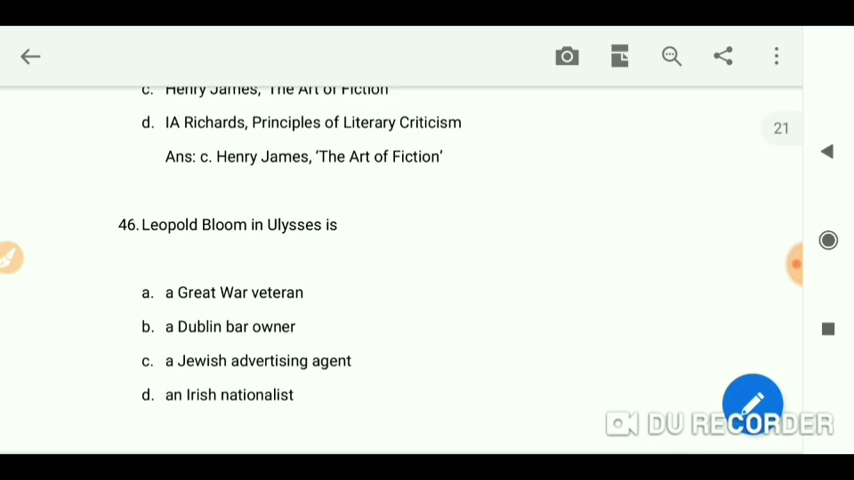 c. Henry James, 'The Art of Fiction
d. IA Richards, Principles of Literary Criticism
21
Ans: c. Henry James, ‘The Art of Fiction’
46. Leopold Bloom in Ulysses is
a. a Great War veteran
b. a Dublin bar owner
c. a Jewish advertising agent
d. an Irish nationalist
DU RECORDER